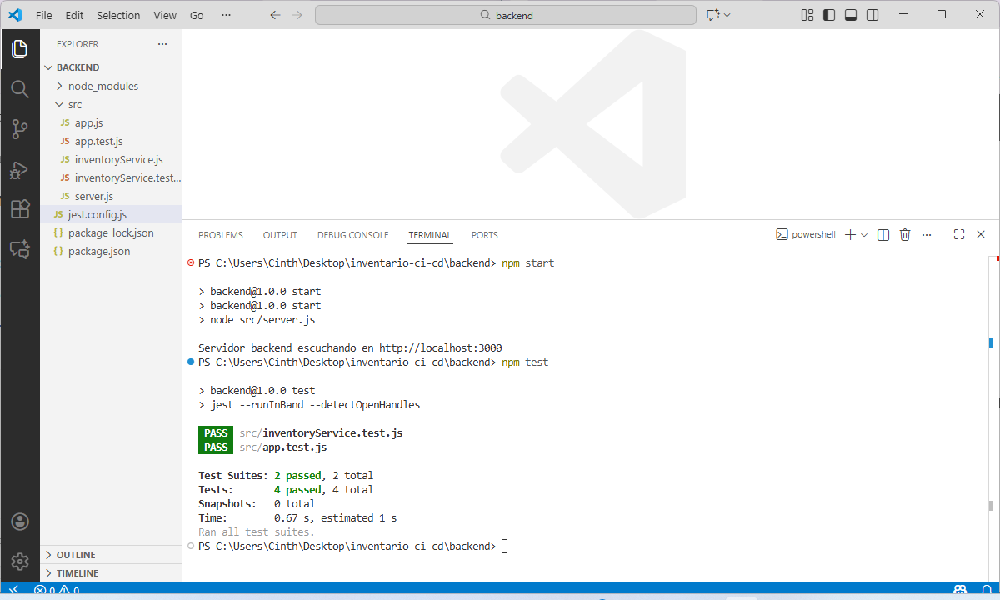 File Edit Selection View Go ··· backend
EXPLORER ···
BACKEND
node_modules
src
JS app.js
JS app.test.js
JS inventoryService.js
JS inventoryService.test...
JS server.js
JS jest.config.js
{} package-lock.json
{} package.json
OUTLINE
TIMELINE
PROBLEMS OUTPUT DEBUG CONSOLE TERMINAL PORTS powershell ···
PS C:\Users\Cinth\Desktop\inventario-ci-cd\backend> npm start
> backend@1.0.0 start
> backend@1.0.0 start
> node src/server.js
Servidor backend escuchando en http://localhost:3000
PS C:\Users\Cinth\Desktop\inventario-ci-cd\backend> npm test
> backend@1.0.0 test
> jest --runInBand --detectOpenHandles
PASS src/inventoryService.test.js
PASS src/app.test.js
Test Suites: 2 passed, 2 total
Tests: 4 passed, 4 total
Snapshots: 0 total
Time: 0.67 s, estimated 1 s
Ran all test suites.
PS C:\Users\Cinth\Desktop\inventario-ci-cd\backend>
0 0